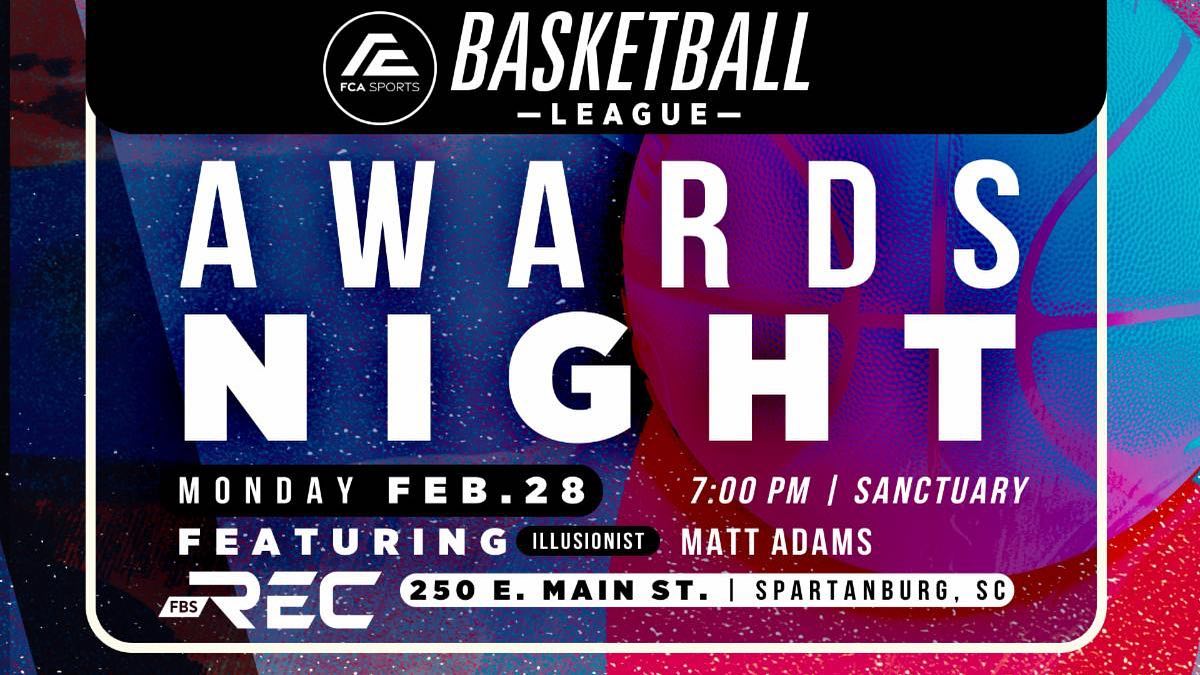 FCA SPORTS
BASKETBALL
LEAGUE
AWARDS
NIGHT
MONDAY FEB.28 7:00 PM | SANCTUARY
FEATURING ILLUSIONIST MATT ADAMS
FBS REC 250 E. MAIN ST. | SPARTANBURG, SC